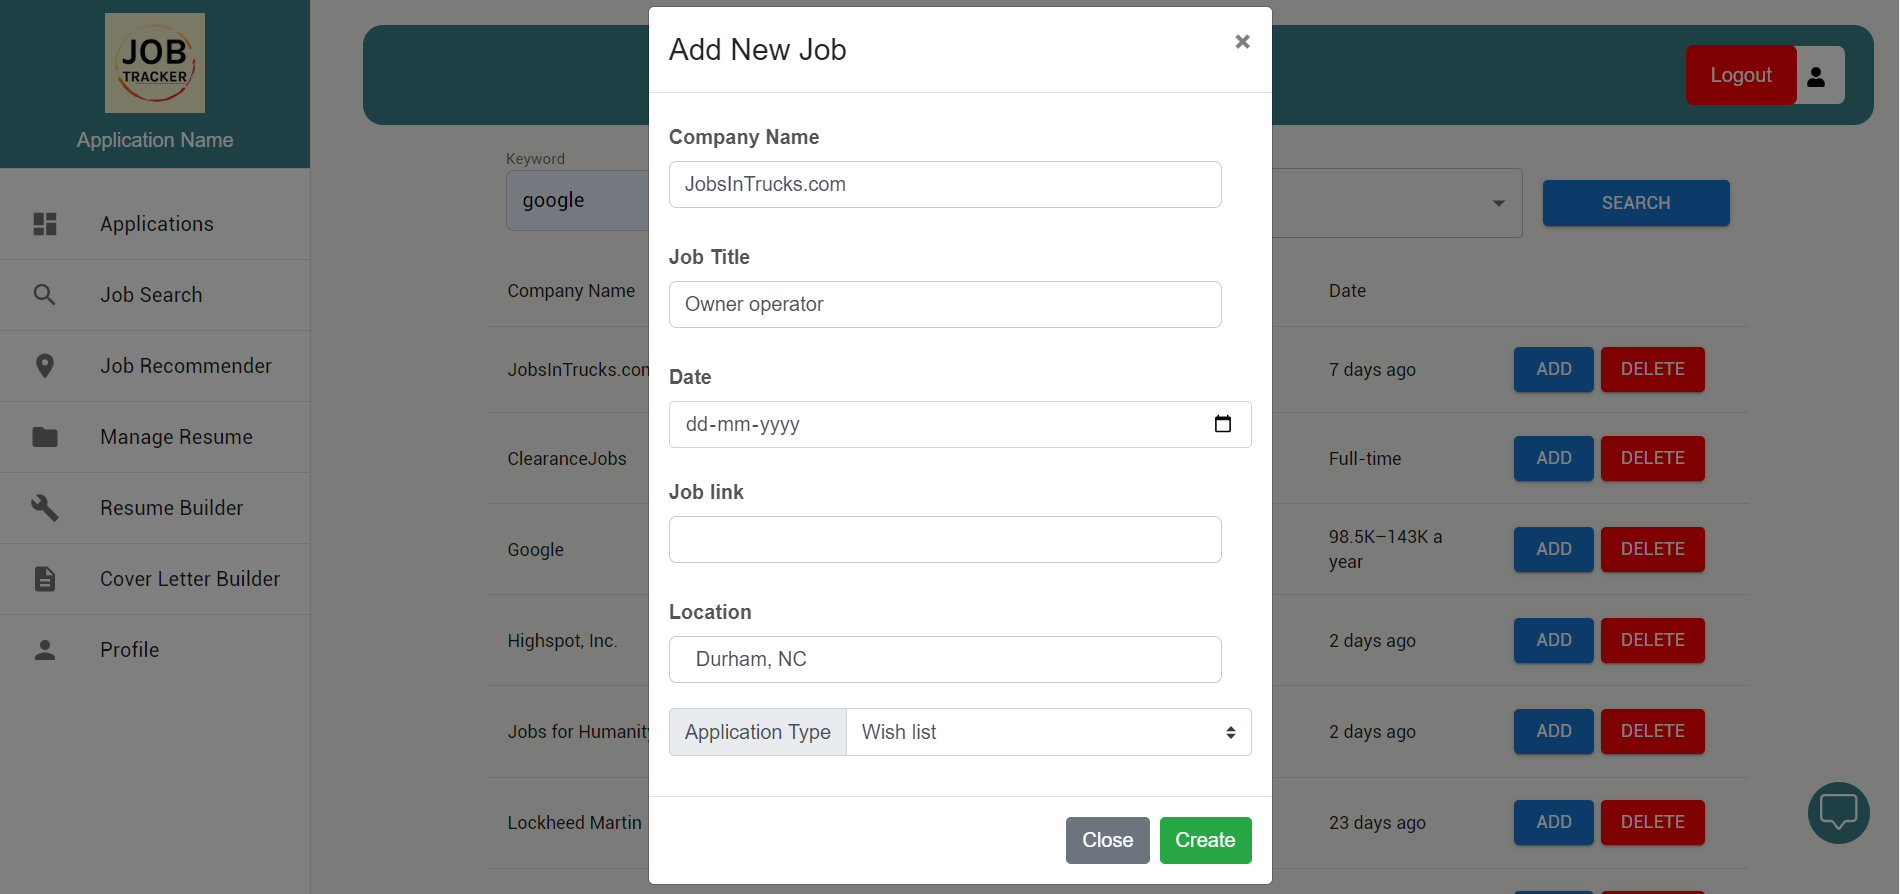 JOB
TRACKER
Application Name
Applications
Job Search
Job Recommender
Manage Resume
Resume Builder
Cover Letter Builder
Profile
Logout
Keyword
google
SEARCH
Company Name
Date
JobsInTrucks.com
7 days ago
ADD
DELETE
ClearanceJobs
Full-time
ADD
DELETE
Google
98.5K–143K a
year
ADD
DELETE
Highspot, Inc.
2 days ago
ADD
DELETE
Jobs for Humanity
2 days ago
ADD
DELETE
Lockheed Martin
23 days ago
ADD
DELETE
Add New Job
×
Company Name
JobsInTrucks.com
Job Title
Owner operator
Date
dd-mm-yyyy
Job link
Location
Durham, NC
Application Type
Wish list
Close
Create